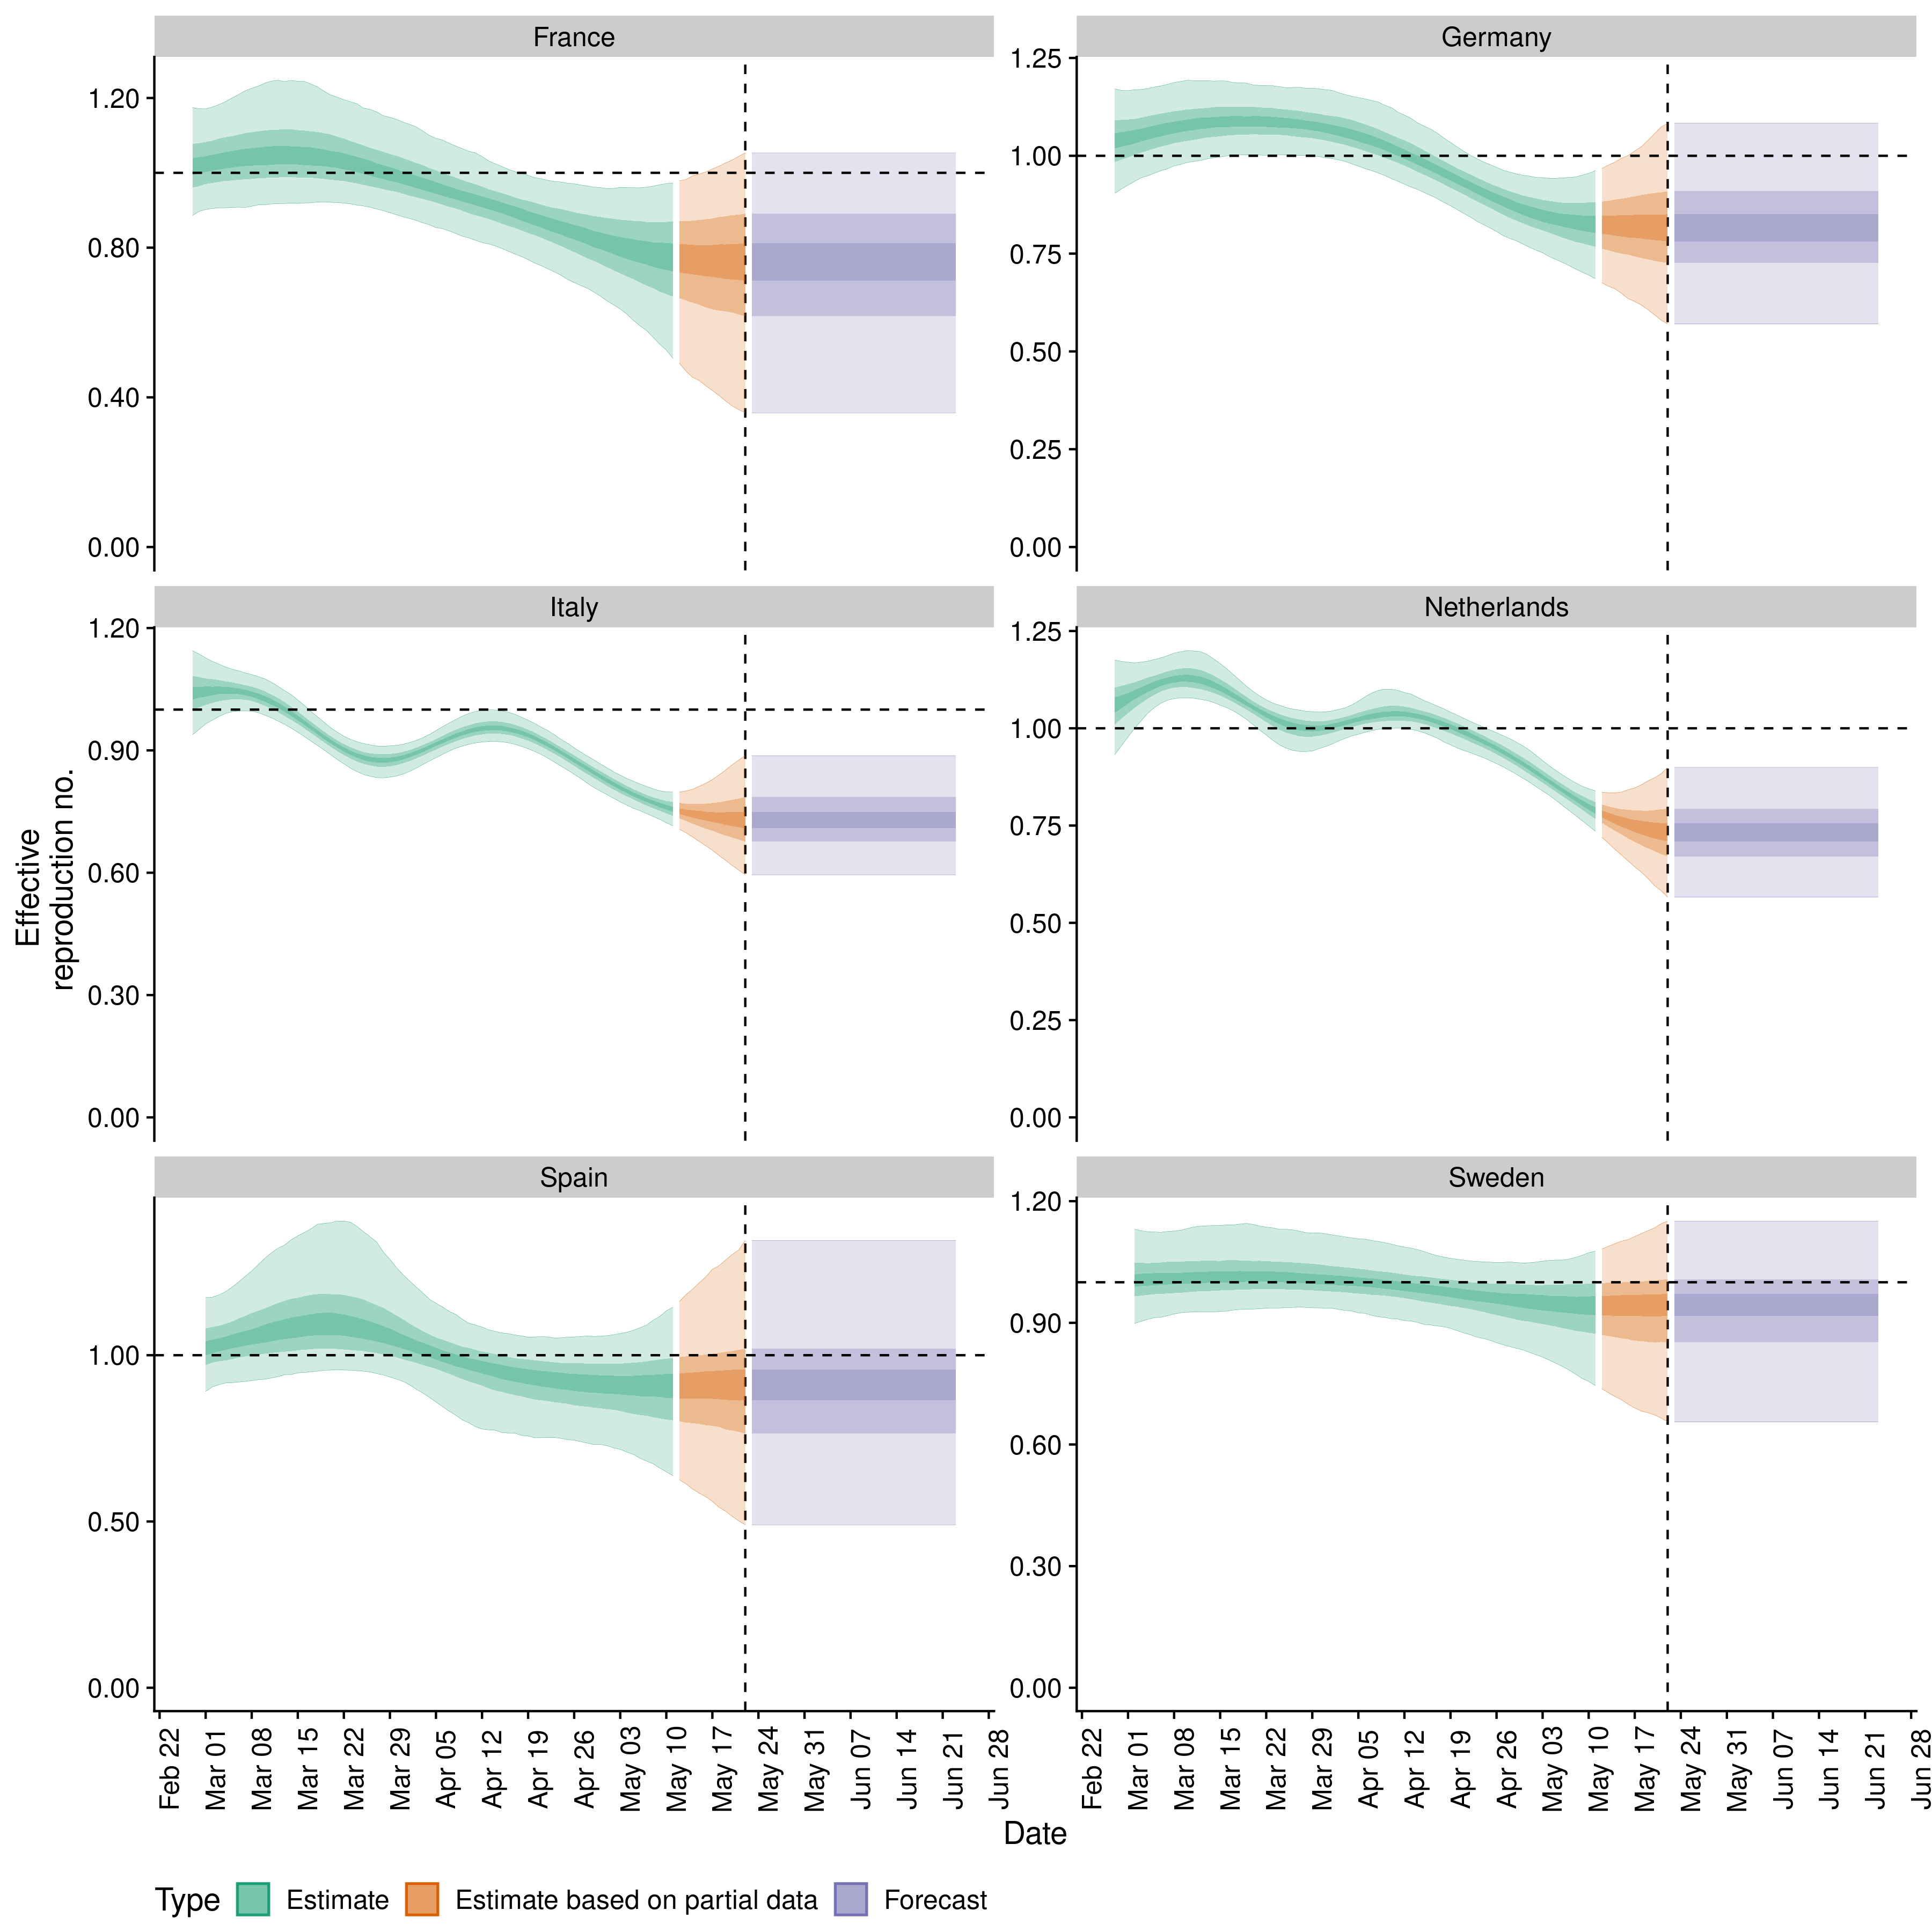 France
Germany
1.20
0.80
0.40
0.00
1.25
1.00
0.75
0.50
0.25
0.00
Italy
Netherlands
1.20
0.90
0.60
0.30
0.00
1.25
1.00
0.75
0.50
0.25
0.00
Effective
reproduction no.
Spain
Sweden
1.00
0.50
0.00
1.20
0.90
0.60
0.30
0.00
Feb 22
Mar 01
Mar 08
Mar 15
Mar 22
Mar 29
Apr 05
Apr 12
Apr 19
Apr 26
May 03
May 10
May 17
May 24
May 31
Jun 07
Jun 14
Jun 21
Jun 28
Feb 22
Mar 01
Mar 08
Mar 15
Mar 22
Mar 29
Apr 05
Apr 12
Apr 19
Apr 26
May 03
May 10
May 17
May 24
May 31
Jun 07
Jun 14
Jun 21
Jun 28
Date
Type Estimate Estimate based on partial data Forecast